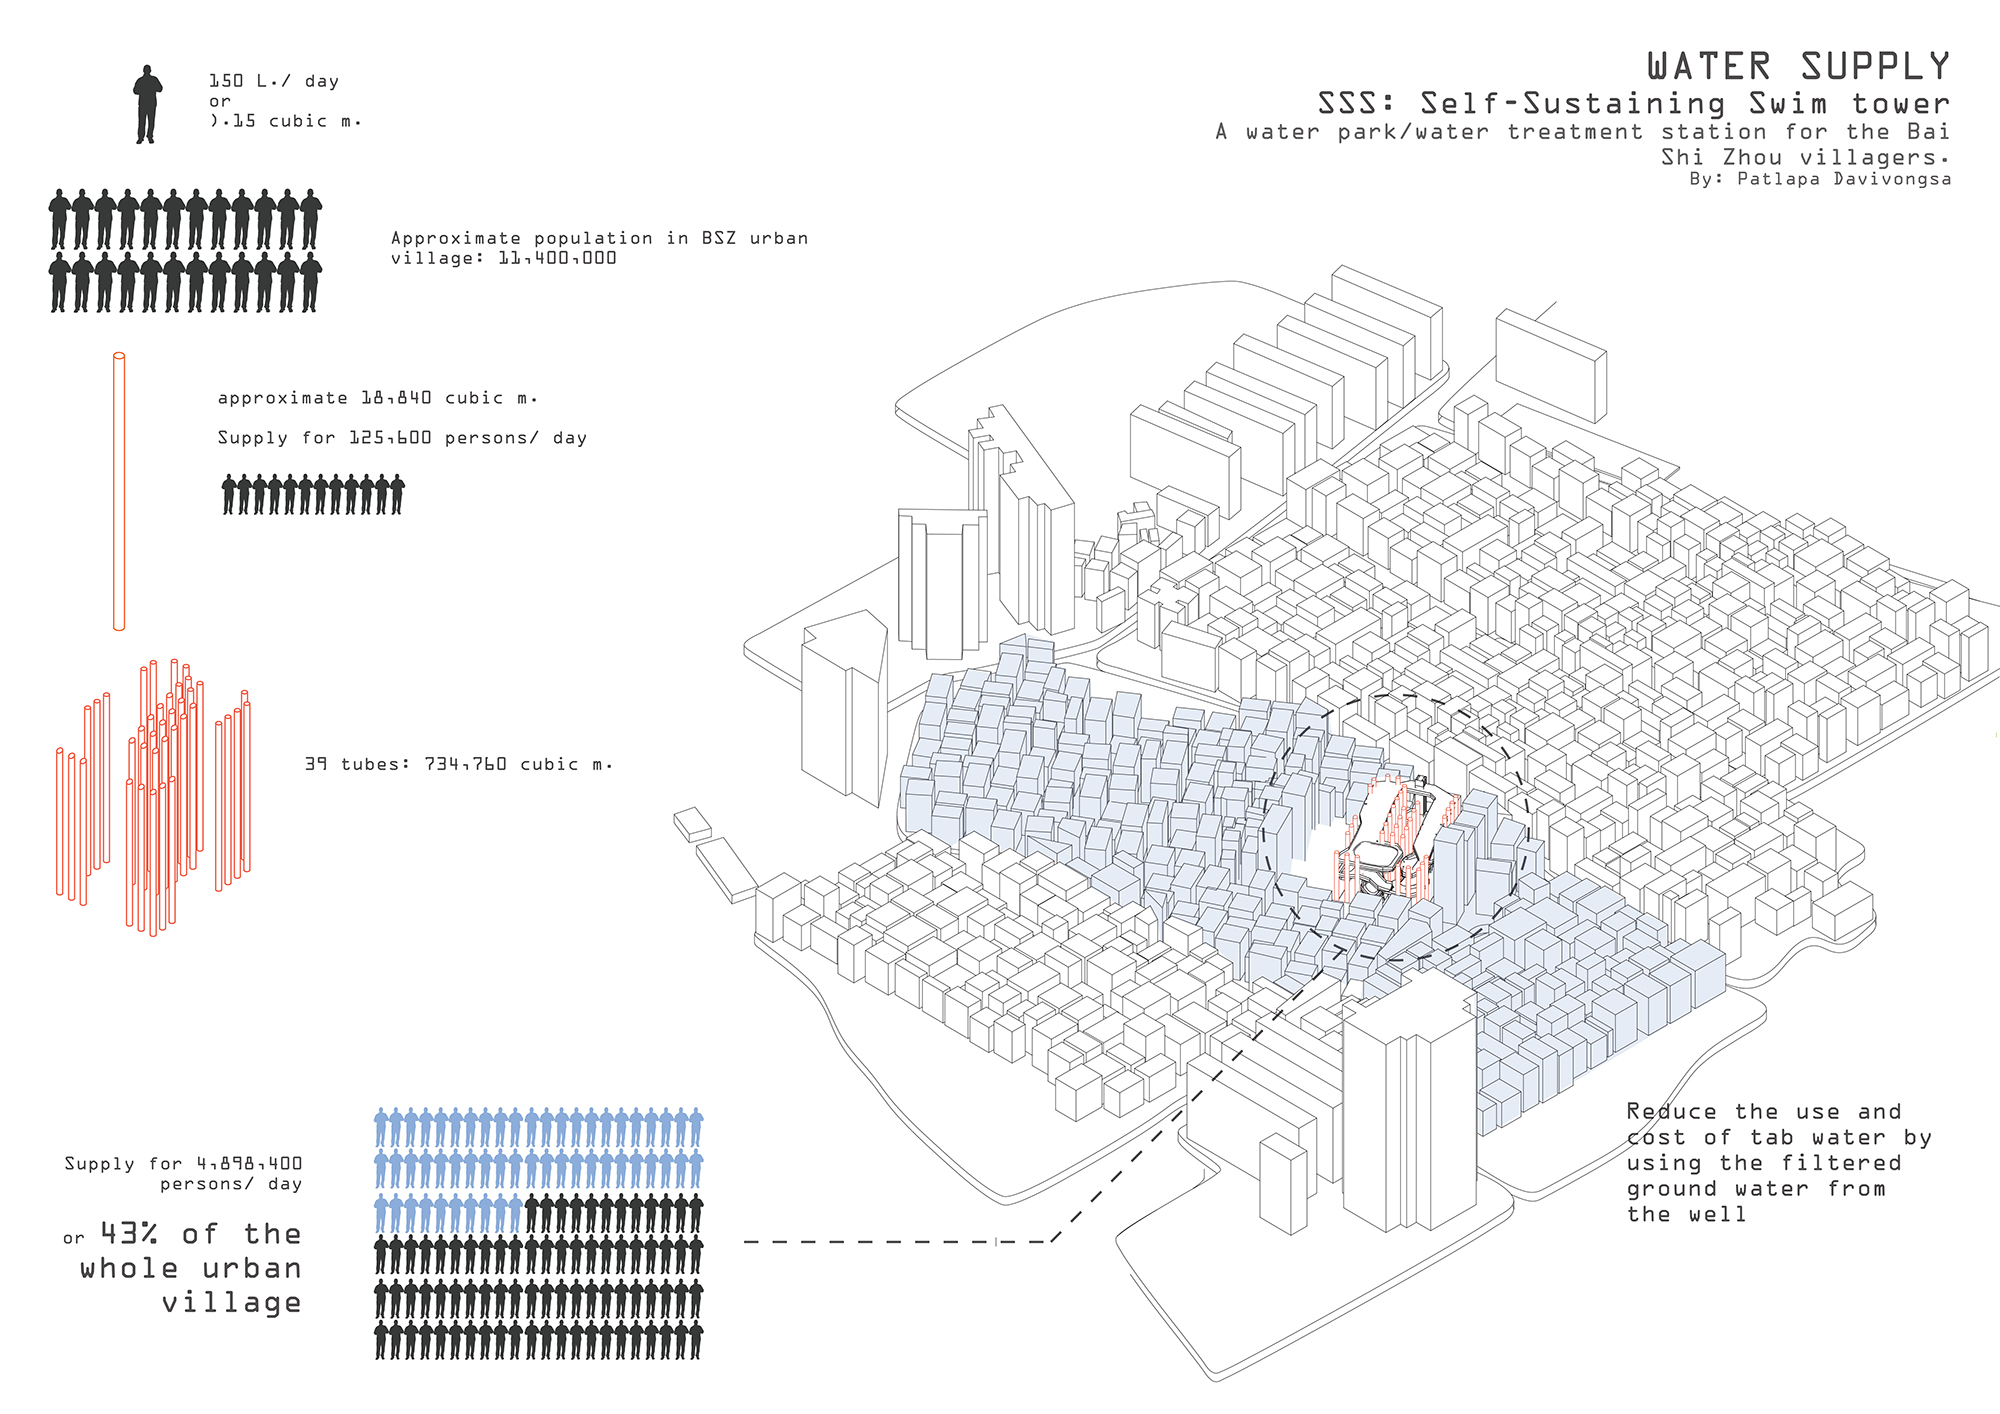 WATER SUPPLY
SSS: Self-Sustaining Swim tower
A water park/water treatment station for the Bai
Shi Zhou villagers.
By: Patlapa Davivongsa
150 L./ day
or
).15 cubic m.
Approximate population in BSZ urban
village: 11,400,000
approximate 18,840 cubic m.
Supply for 125,600 persons/ day
39 tubes: 734,760 cubic m.
Supply for 4,898,400
persons/ day
or 43% of the
whole urban
village
Reduce the use and
cost of tab water by
using the filtered
ground water from
the well